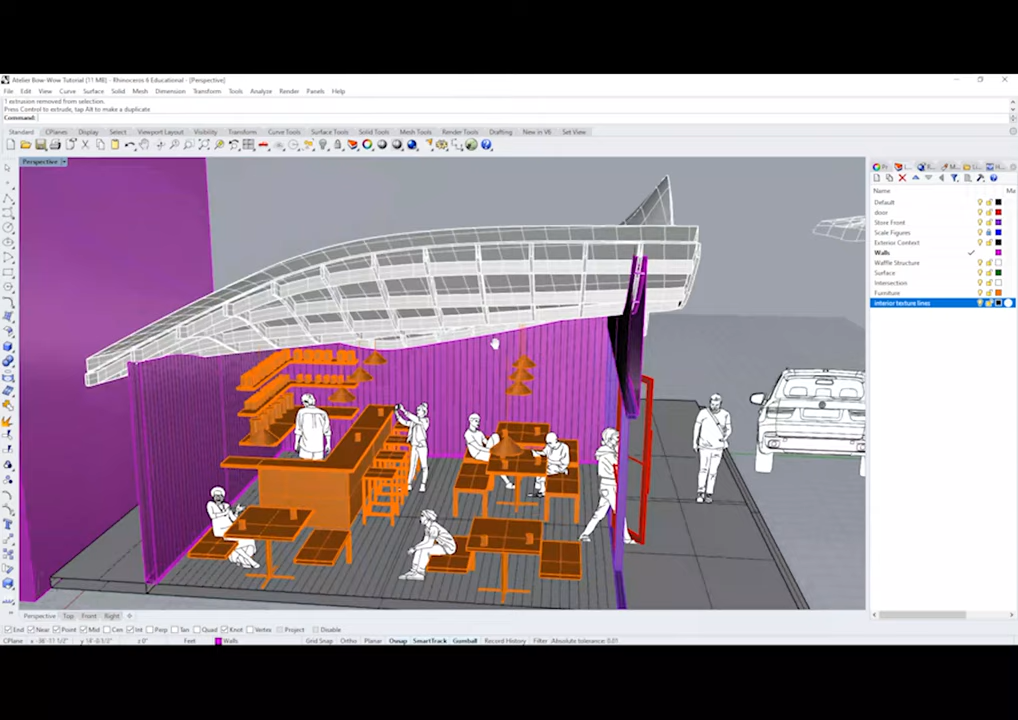 Atelier Bow-Wow Tutorial (11 MB) - Rhinoceros 6 Educational - [Perspective]
File Edit View Curve Surface Solid Mesh Dimension Transform Tools Analyze Render Panels Help
1 extrusion removed from selection.
Press Control to extrude, tap Alt to make a duplicate
Command:
Standard CPlanes Display Select Viewport Layout Visibility Transform Curve Tools Surface Tools Solid Tools Mesh Tools Render Tools Drafting New in V6 Set View
Perspective
Name Ma
Default
door
Store Front
Scale Figures
Exterior Context
Walls
Waffle Structure
Surface
Intersection
Furniture
interior texture lines
Perspective Top Front Right
End Near Point Mid Cen Int Perp Tan Quad Knot Vertex Project Disable
CPlane Feet Walls Grid Snap Ortho Planar Osnap SmartTrack Gumball Record History Filter Absolute tolerance: 0.01